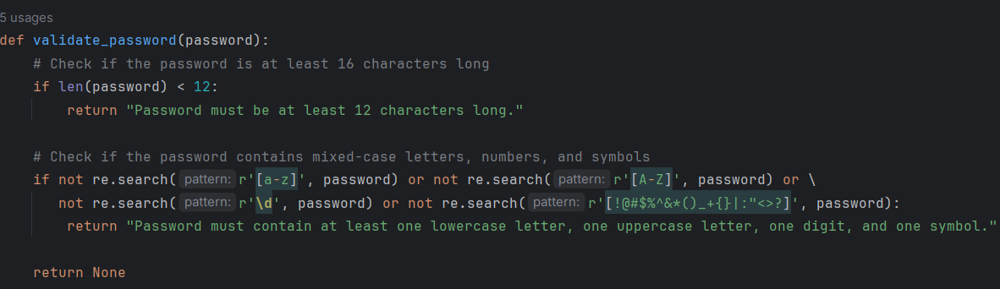 5 usages
def validate_password(password):
    # Check if the password is at least 16 characters long
    if len(password) < 12:
        return "Password must be at least 12 characters long."
    # Check if the password contains mixed-case letters, numbers, and symbols
    if not re.search( pattern: r'[a-z]', password) or not re.search( pattern: r'[A-Z]', password) or \
       not re.search( pattern: r'\d', password) or not re.search( pattern: r'[!@#$%^&*()_+{}|:"<>?]', password):
        return "Password must contain at least one lowercase letter, one uppercase letter, one digit, and one symbol."
    return None